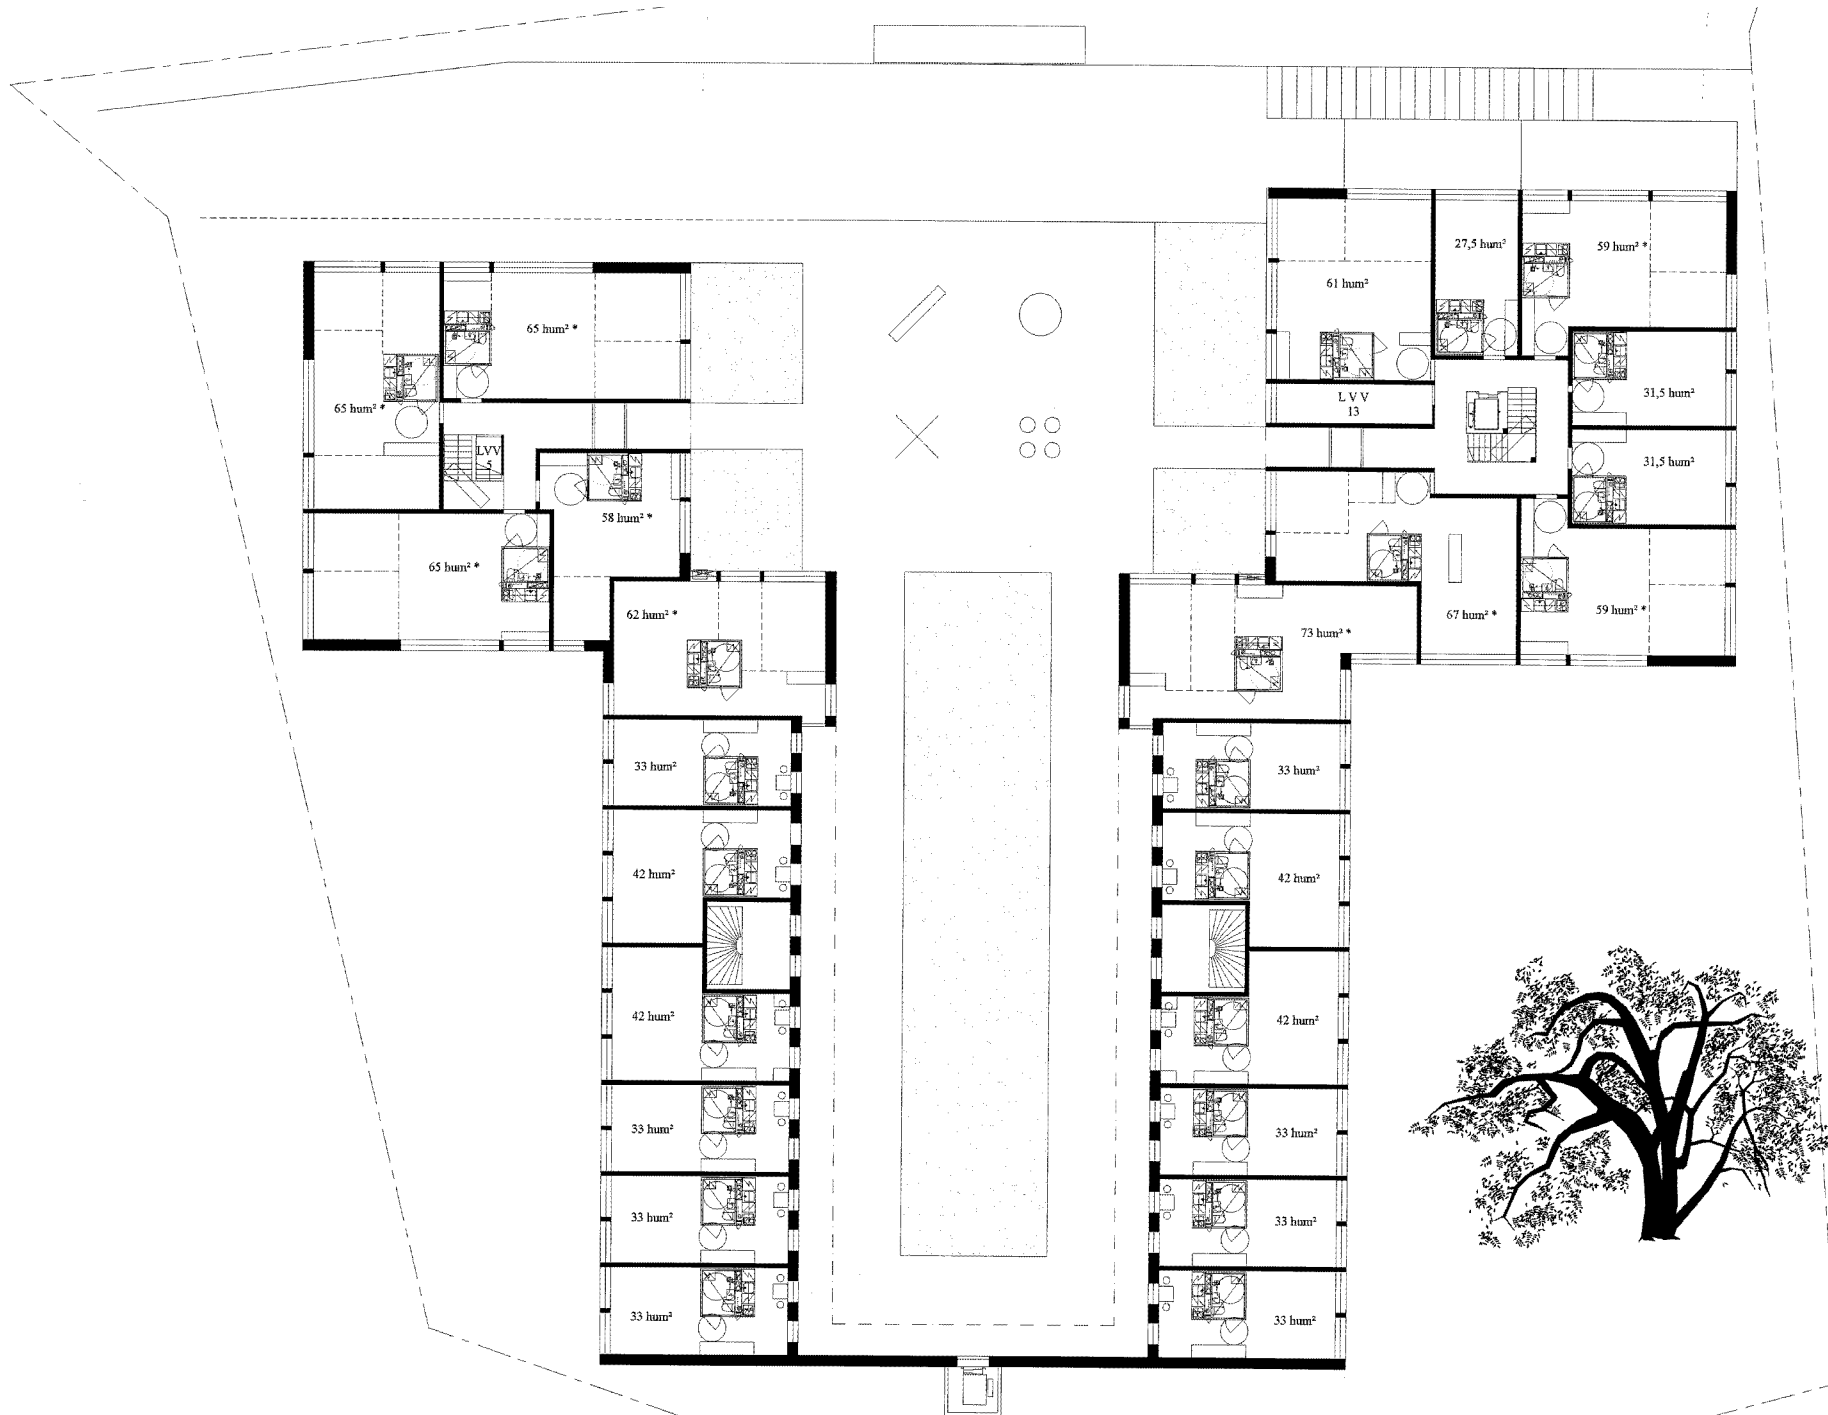 27,5 hum²
59 hum² *
61 hum²
65 hum² *
31,5 hum²
L V V
13
65 hum² *
LVV
5
31,5 hum²
58 hum² *
65 hum² *
62 hum² *
73 hum² *
67 hum² *
59 hum² *
33 hum²
33 hum²
42 hum²
42 hum²
42 hum²
42 hum²
33 hum²
33 hum²
33 hum²
33 hum²
33 hum²
33 hum²